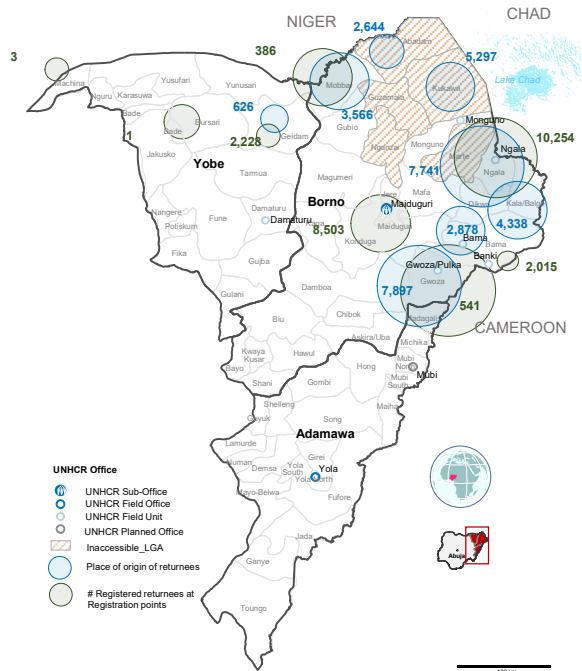 CHAD
NIGER
2,644
3
386
Abadam
5,297
Yusufari
Machina
Mobbar
Lake Chad
Yunusari
Nguru
Karasuwa
Kukawa
Guzamala
626
Bade
3,566
Monguno
Bursari
Gubio
1
Bade
2,228
Geidam
10,254
Monguno
Nganzai
Ngala
Jakusko
Yobe
Marte
7,741
Ngala
Tarmua
Magumeri
Jere
Mafa
Borno
Dikwa
Kala/Balge
Maiduguri
Nangere
Damaturu
Fune
Damaturu
Kaga
4,338
Potiskum
8,503
Maiduguri
2,878
Konduga
Bama
Bama
Fika
Gujba
Banki
Gwoza/Pulka
2,015
Gwoza
Damboa
7,897
Gulani
541
Chibok
Madagali
Biu
CAMEROON
Askira/Uba
Michika
Kwaya
Kusar
Hawul
Mubi
North
Bayo
Hong
Mubi
Mubi
South
Shani
Gombi
Shelleng
Maiha
Guyuk
Song
Adamawa
Lamurde
Girei
Numan
Yola
South
Yola
Demsa
Yola North
UNHCR Office
UNHCR Sub-Office
Mayo-Belwa
Fufore
UNHCR Field Office
UNHCR Field Unit
UNHCR Planned Office
Jada
Inaccessible_LGA
Abuja
Place of origin of returnees
Ganye
# Registered returnees at
Registration points
Toungo